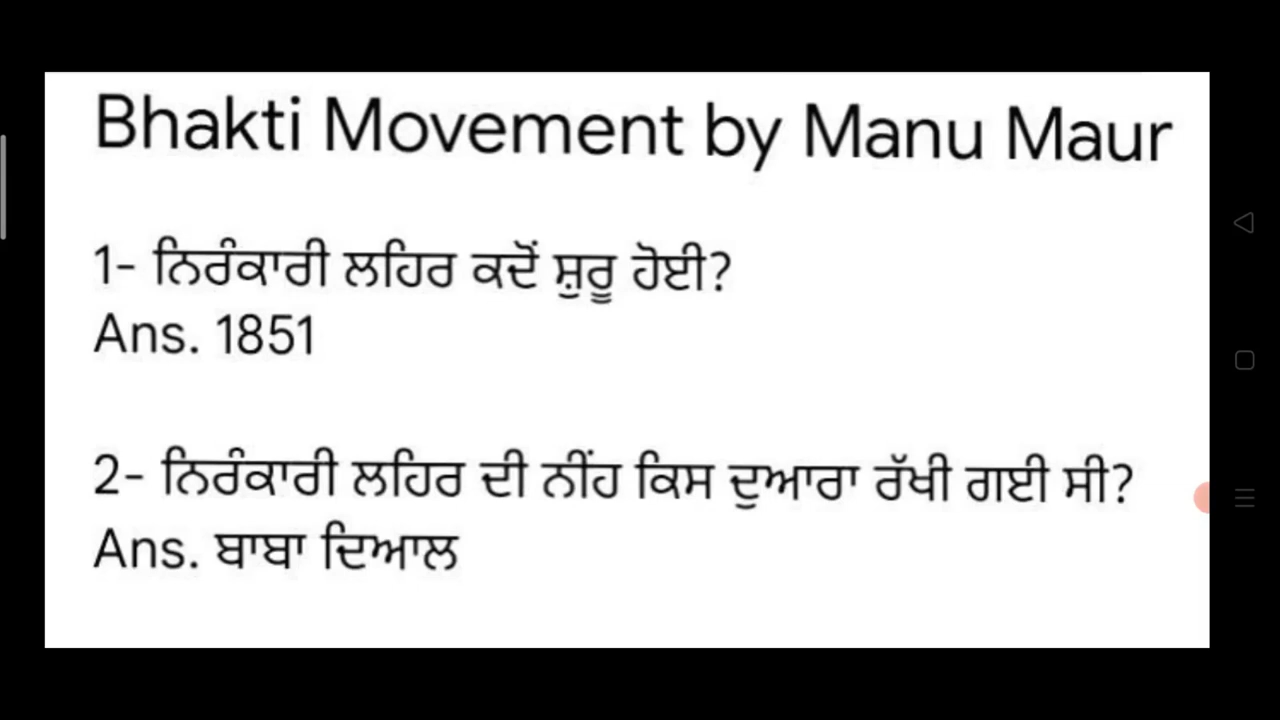 Bhakti Movement by Manu Maur
1- ਨਿਰੰਕਾਰੀ ਲਹਿਰ ਕਦੋਂ ਸ਼ੁਰੂ ਹੋਈ?
Ans. 1851
2- ਨਿਰੰਕਾਰੀ ਲਹਿਰ ਦੀ ਨੀਂਹ ਕਿਸ ਦੁਆਰਾ ਰੱਖੀ ਗਈ ਸੀ?
Ans. ਬਾਬਾ ਦਿਆਲ